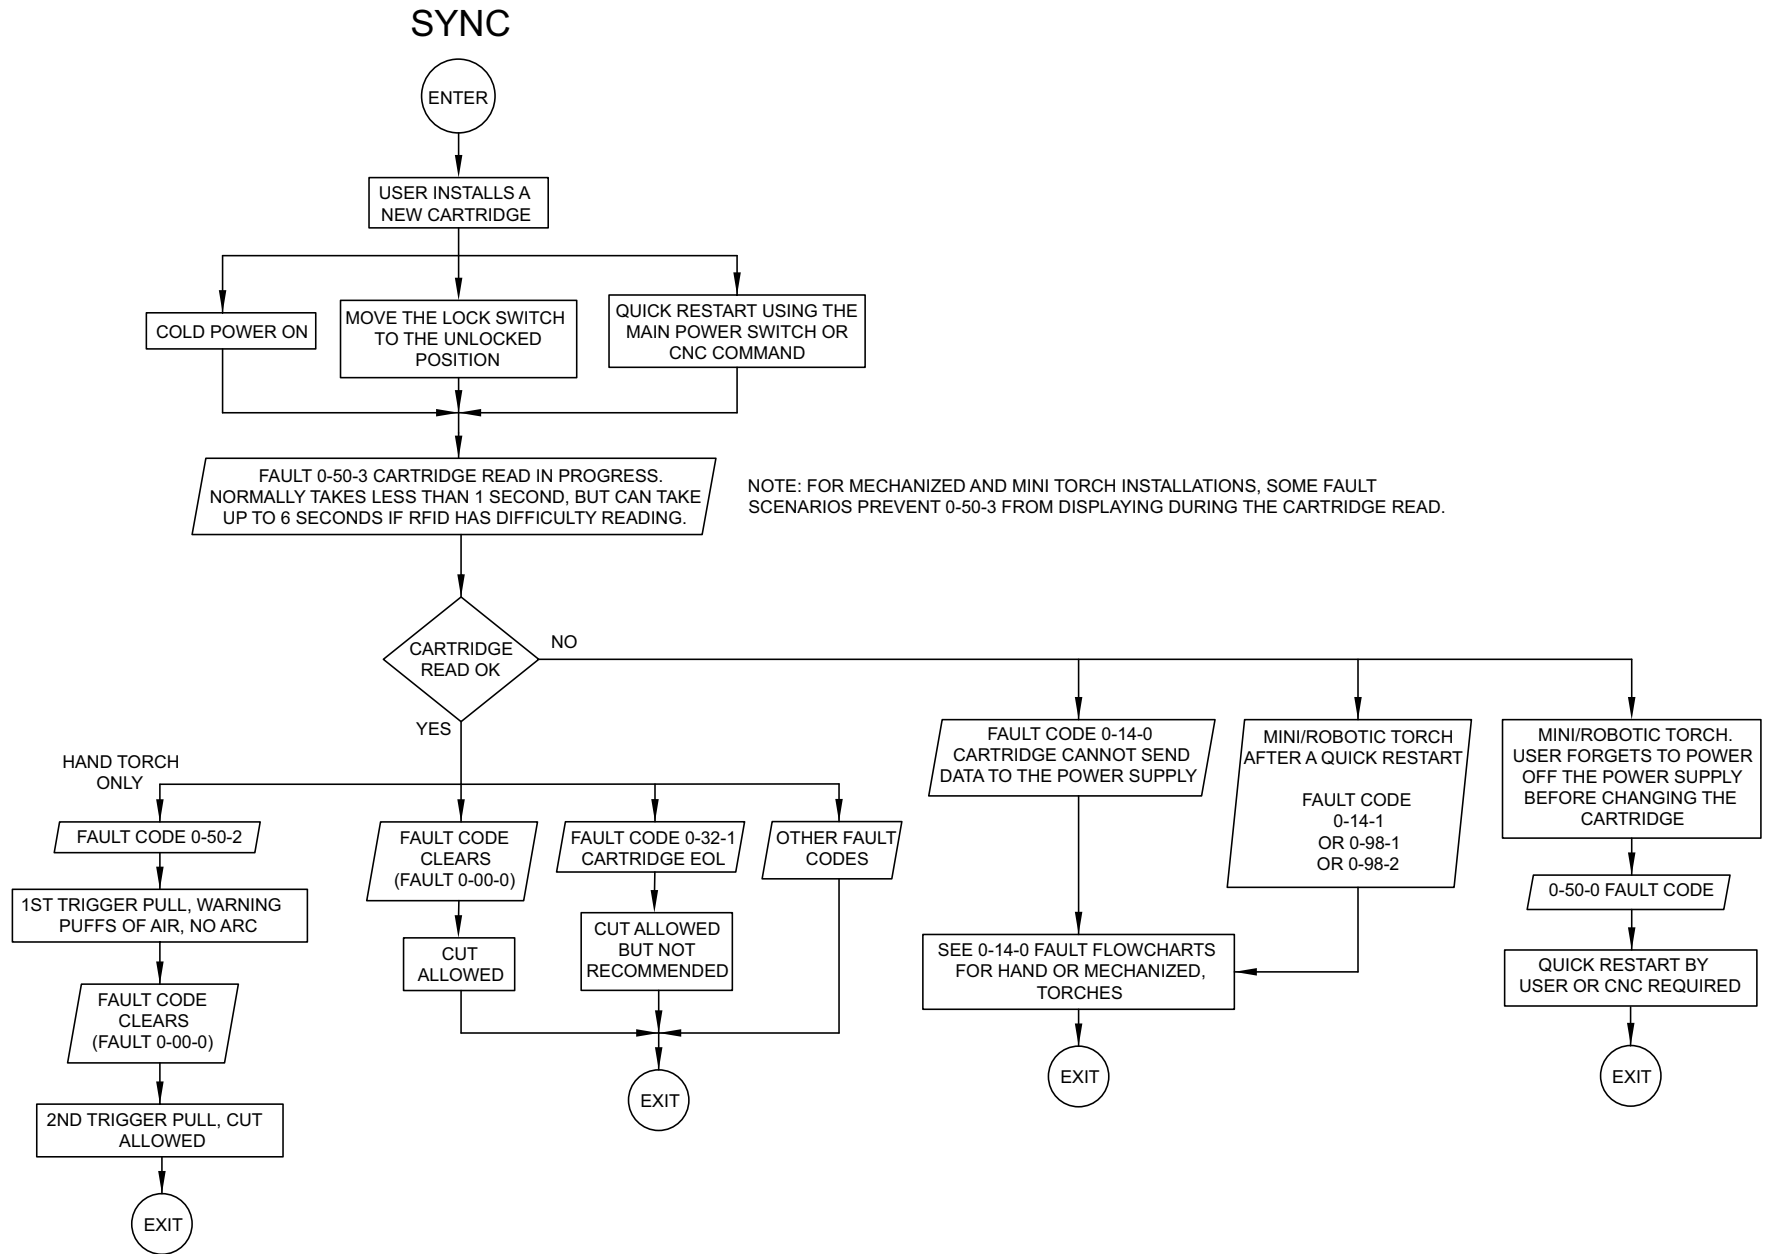 SYNC
ENTER
USER INSTALLS A
NEW CARTRIDGE
COLD POWER ON
MOVE THE LOCK SWITCH
TO THE UNLOCKED
POSITION
QUICK RESTART USING THE
MAIN POWER SWITCH OR
CNC COMMAND
FAULT 0-50-3 CARTRIDGE READ IN PROGRESS.
NORMALLY TAKES LESS THAN 1 SECOND, BUT CAN TAKE
UP TO 6 SECONDS IF RFID HAS DIFFICULTY READING.
NOTE: FOR MECHANIZED AND MINI TORCH INSTALLATIONS, SOME FAULT
SCENARIOS PREVENT 0-50-3 FROM DISPLAYING DURING THE CARTRIDGE READ.
CARTRIDGE
READ OK
NO
YES
HAND TORCH
ONLY
FAULT CODE 0-50-2
1ST TRIGGER PULL, WARNING
PUFFS OF AIR, NO ARC
FAULT CODE
CLEARS
(FAULT 0-00-0)
2ND TRIGGER PULL, CUT
ALLOWED
EXIT
FAULT CODE
CLEARS
(FAULT 0-00-0)
CUT
ALLOWED
FAULT CODE 0-32-1
CARTRIDGE EOL
CUT ALLOWED
BUT NOT
RECOMMENDED
OTHER FAULT
CODES
EXIT
FAULT CODE 0-14-0
CARTRIDGE CANNOT SEND
DATA TO THE POWER SUPPLY
MINI/ROBOTIC TORCH
AFTER A QUICK RESTART
FAULT CODE
0-14-1
OR 0-98-1
OR 0-98-2
SEE 0-14-0 FAULT FLOWCHARTS
FOR HAND OR MECHANIZED,
TORCHES
EXIT
MINI/ROBOTIC TORCH.
USER FORGETS TO POWER
OFF THE POWER SUPPLY
BEFORE CHANGING THE
CARTRIDGE
0-50-0 FAULT CODE
QUICK RESTART BY
USER OR CNC REQUIRED
EXIT